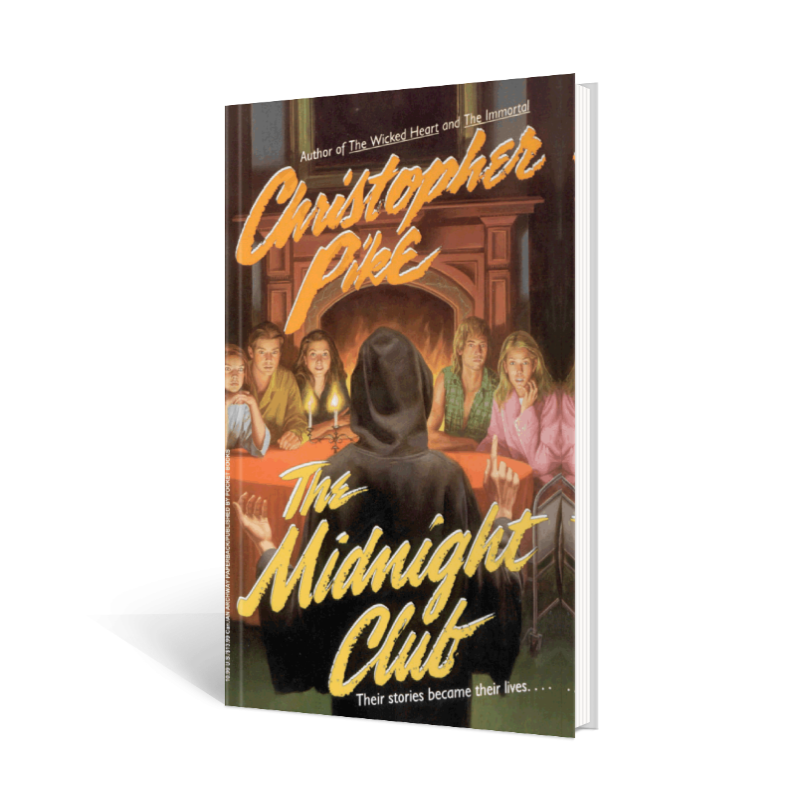 Author of The Wicked Heart and The Immortal
Christopher
Pike
The
Midnight
Club
Their stories became their lives. . . .